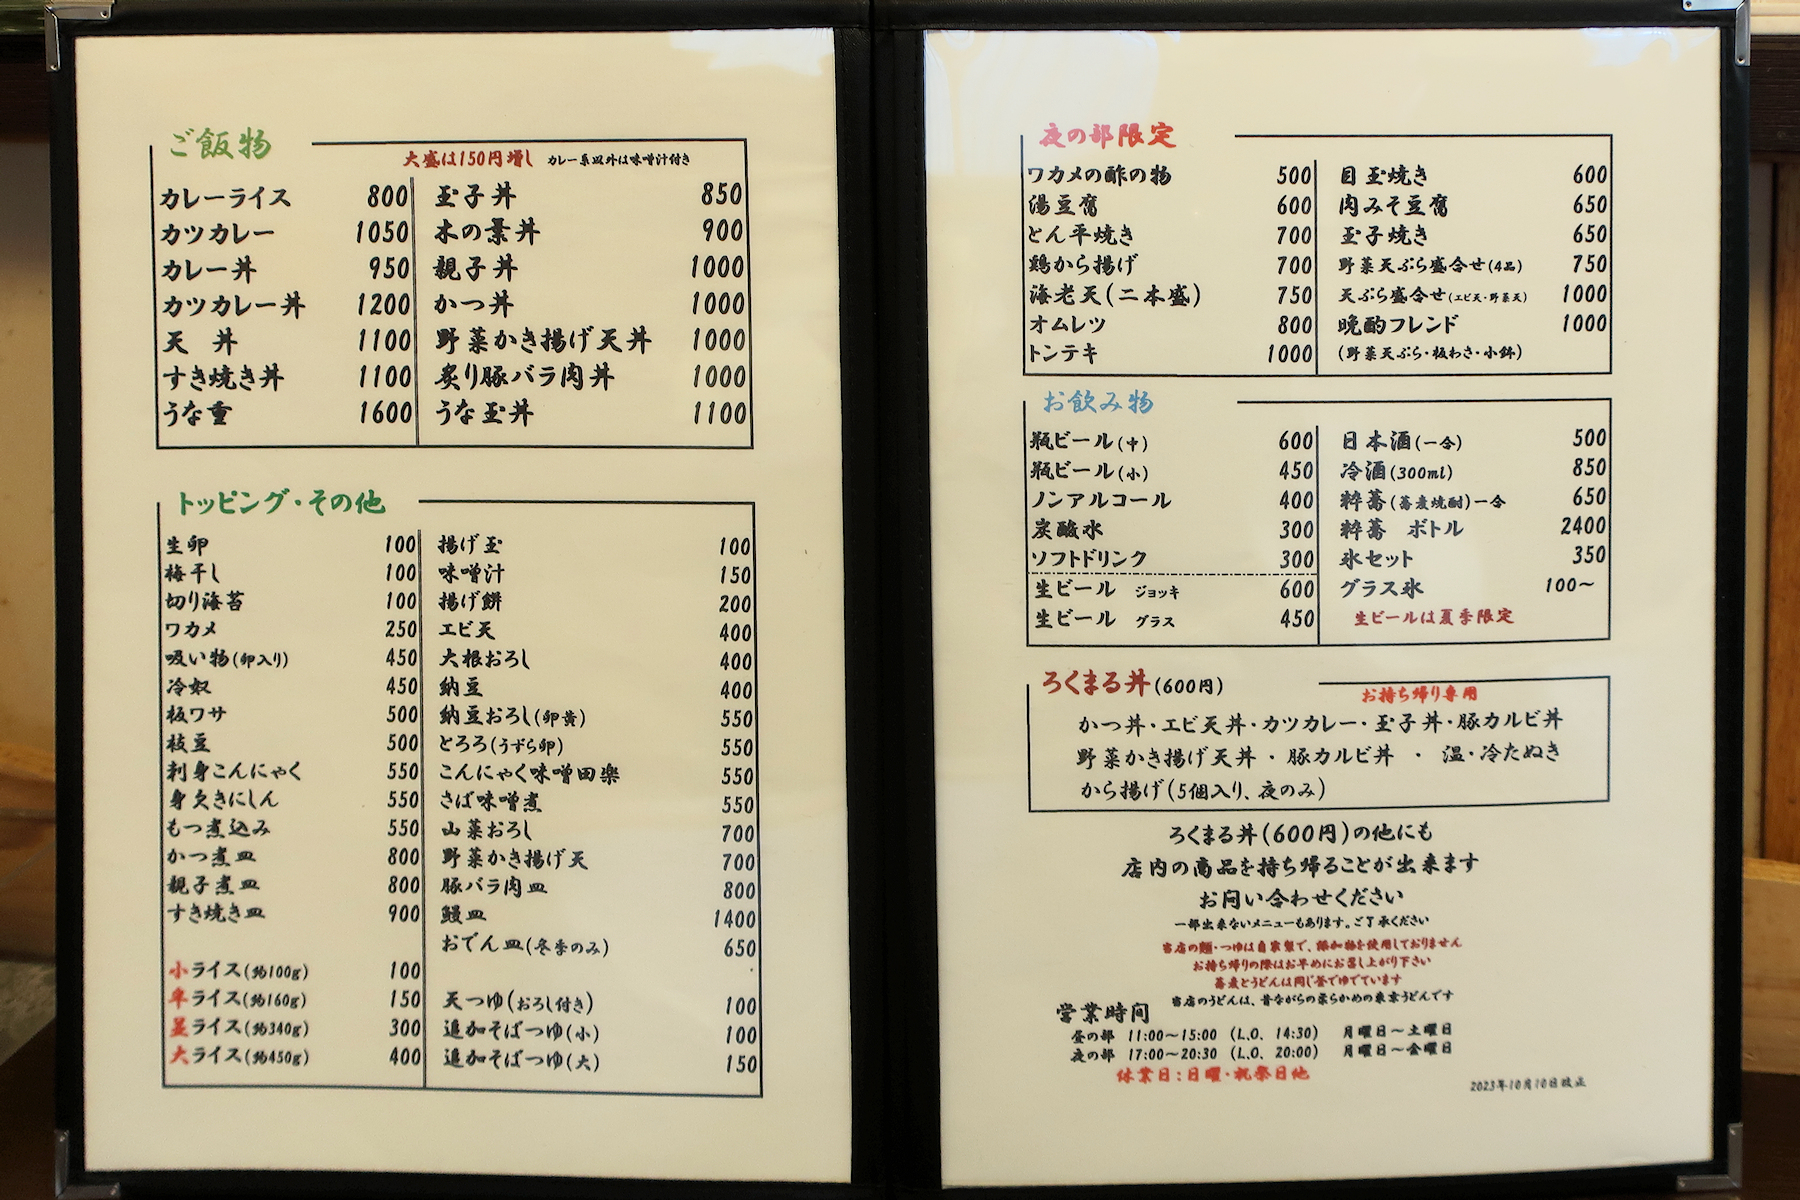 ご飯物
大盛は150円増し カレー系皿以外は味噌汁付き
カレーライス 800 玉子丼 850
カツカレー 1050 木の葉丼 900
カレー丼 950 親子丼 1000
カツカレー丼 1200 かつ丼 1000
天 丼 1100 野菜かき揚げ天丼 1000
すき焼き丼 1100 炙り豚バラ肉丼 1000
うな重 1600 うな玉丼 1100
トッピング・その他
生卵 100 揚げ玉 100
梅干し 100 味噌汁 150
切り海苔 100 揚げ餅 200
ワカメ 250 エビ天 400
吸い物(卵入り) 450 大根おろし 400
冷奴 450 納豆 400
板ワサ 500 納豆おろし(卵黄) 550
枝豆 500 とろろ(うずら卵) 550
刺身こんにゃく 550 こんにゃく味噌田楽 550
身欠きにしん 550 さば味噌煮 550
もつ煮込み 550 山菜おろし 700
かつ煮皿 800 野菜かき揚げ天 700
親子煮皿 800 豚バラ肉皿 800
すき焼き皿 900 鰻皿 1400
おでん皿(冬季のみ) 650
小ライス(約100g) 100
半ライス(約160g) 150 天つゆ(おろし付き) 100
並ライス(約340g) 300 追加そばつゆ(小) 100
大ライス(約450g) 400 追加そばつゆ(大) 150
夜の部限定
ワカメの酢の物 500 目玉焼き 600
湯豆腐 600 肉みそ豆腐 650
とん平焼き 700 玉子焼き 650
鶏から揚げ 700 野菜天ぷら盛合せ(4品) 750
海老天(二本盛) 750 天ぷら盛合せ(エビ天・野菜天) 1000
オムレツ 800 晩酌フレンド 1000
トンテキ 1000 (野菜天ぷら・板わさ・小鉢)
お飲み物
瓶ビール(中) 600 日本酒(一合) 500
瓶ビール(小) 450 冷酒(300ml) 850
ノンアルコール 400 粋蕎(蕎麦焼酎)一合 650
炭酸水 300 粋蕎 ボトル 2400
ソフトドリンク 300 氷セット 350
生ビール ジョッキ 600 グラス氷 100〜
生ビール グラス 450 生ビールは夏季限定
ろくまる丼(600円)
お持ち帰り専用
かつ丼・エビ天丼・カツカレー・玉子丼・豚カルビ丼
野菜かき揚げ天丼・豚カルビ丼 ・ 温・冷たぬき
から揚げ(5個入り、夜のみ)
ろくまる丼(600円)の他にも
店内の商品を持ち帰ることが出来ます
お問い合わせください
一部出来ないメニューもあります。ご了承ください
当店の麺・つゆは自家製で、添加物を使用しておりません
お持ち帰りの際はお早めにお召し上がり下さい
蕎麦とうどんは同じ釜でゆでています
当店のうどんは、昔ながらの柔らかめの東京うどんです
営業時間
昼の部 11:00〜15:00 (L.O. 14:30) 月曜日〜土曜日
夜の部 17:00〜20:30 (L.O. 20:00) 月曜日〜金曜日
休業日:日曜・祝祭日他
2023年10月10日改正